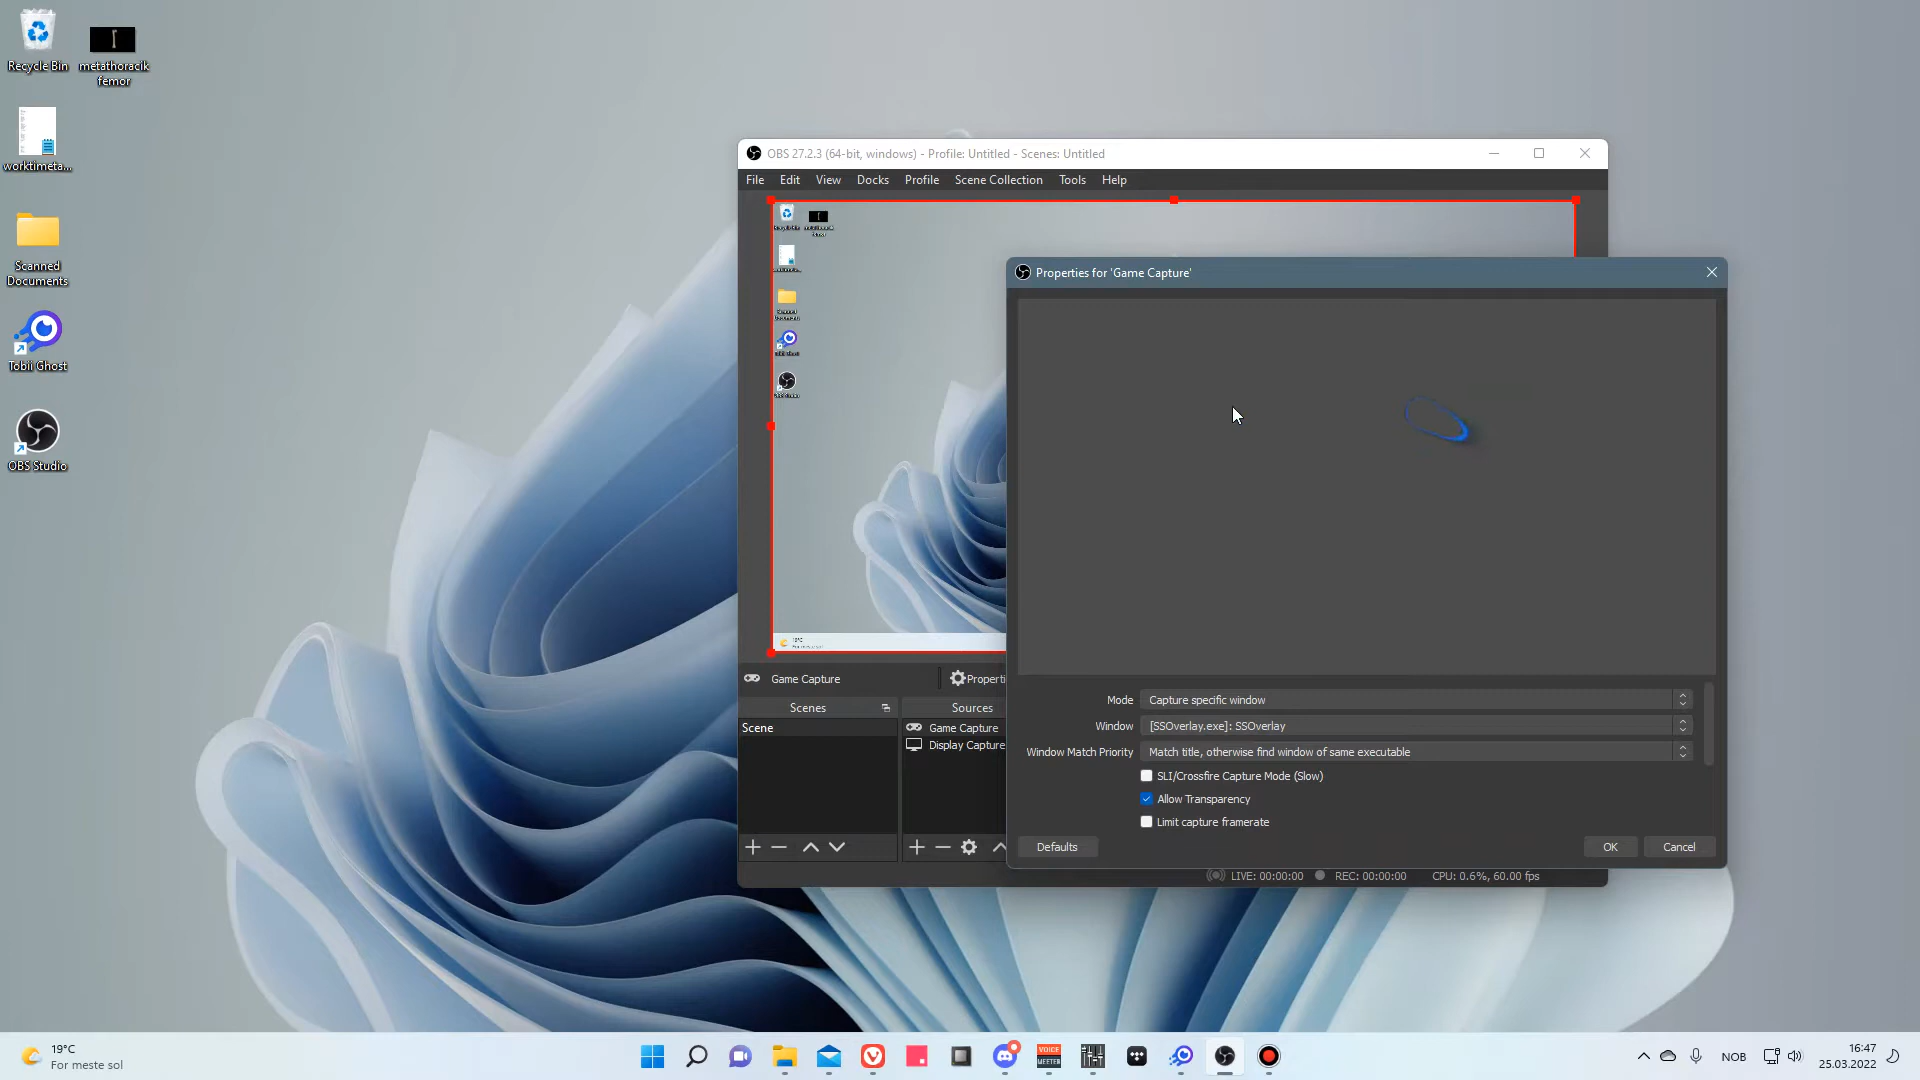 Recycle Bin
metathoracik
femor
worktimeta...
Scanned
Documents
Tobii Ghost
OBS Studio
OBS 27.2.3 (64-bit, windows) - Profile: Untitled - Scenes: Untitled
File Edit View Docks Profile Scene Collection Tools Help
Properties for 'Game Capture'
Game Capture
Properti
Scenes
Sources
Scene
Game Capture
Display Capture
Mode
Capture specific window
Window
[SSOverlay.exe]: SSOverlay
Window Match Priority
Match title, otherwise find window of same executable
SLI/Crossfire Capture Mode (Slow)
Allow Transparency
Limit capture framerate
Defaults
OK
Cancel
LIVE: 00:00:00
REC: 00:00:00
CPU: 0.6%, 60.00 fps
19°C
For meste sol
VOICE
MEETER
NOB
16:47
25.03.2022